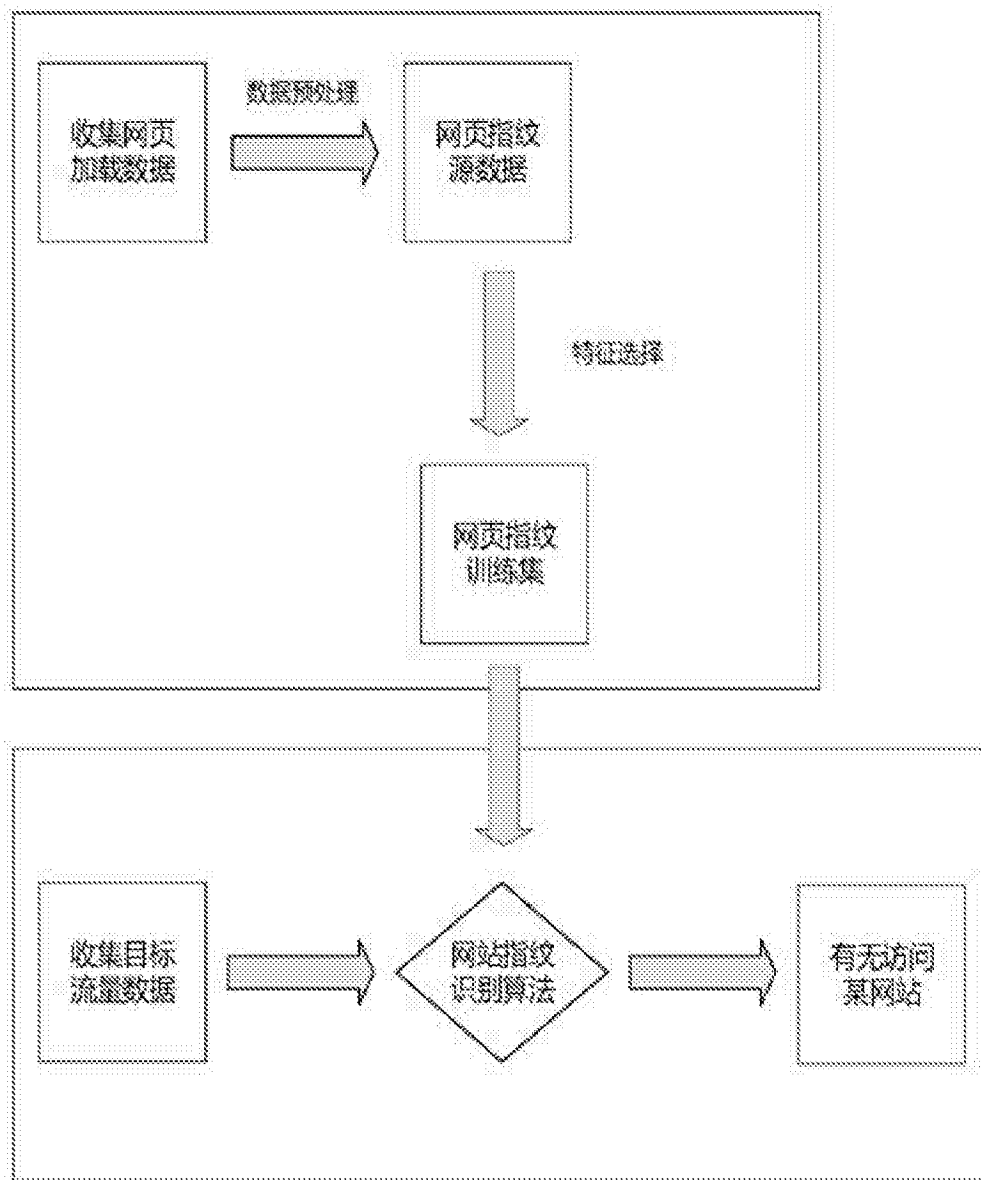 收集网页
加载数据
数据预处理
网页指纹
源数据
特征选择
网页指纹
训练集
收集目标
流量数据
网站指纹
识别算法
有无访问
某网站